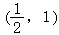 (1/2, 1)